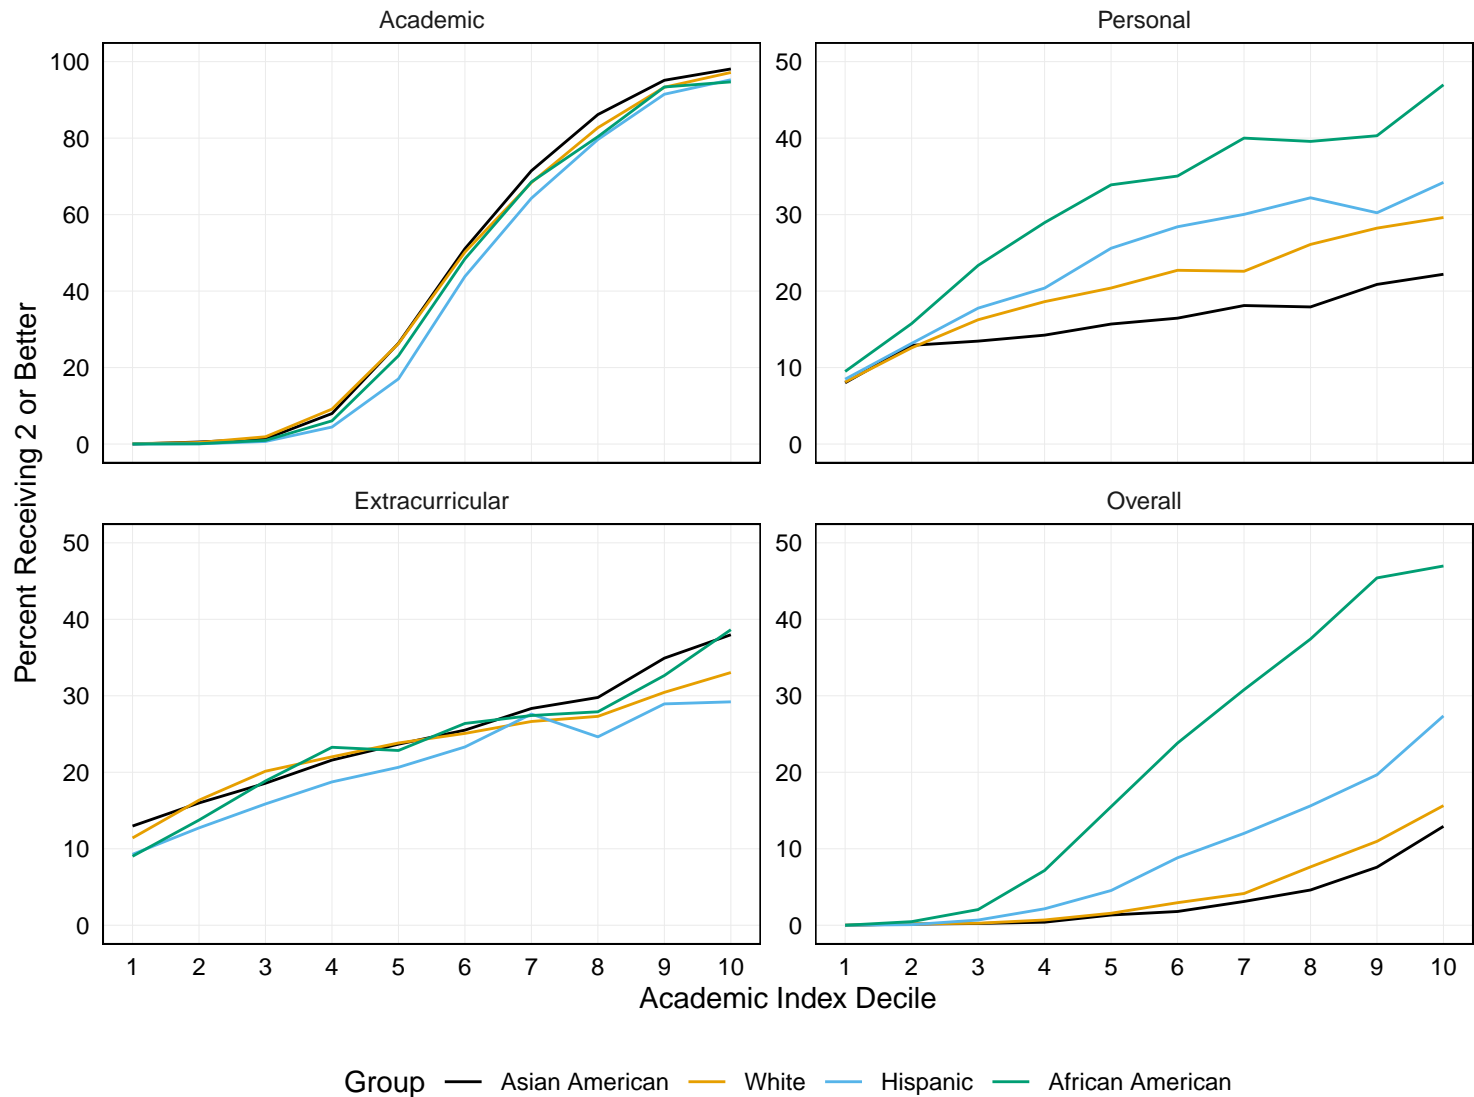 Academic
Personal
100
80
60
40
20
0
50
40
30
20
10
0
Percent Receiving 2 or Better
Extracurricular
Overall
50
40
30
20
10
0
50
40
30
20
10
0
1 2 3 4 5 6 7 8 9 10
1 2 3 4 5 6 7 8 9 10
Academic Index Decile
Group Asian American White Hispanic African American